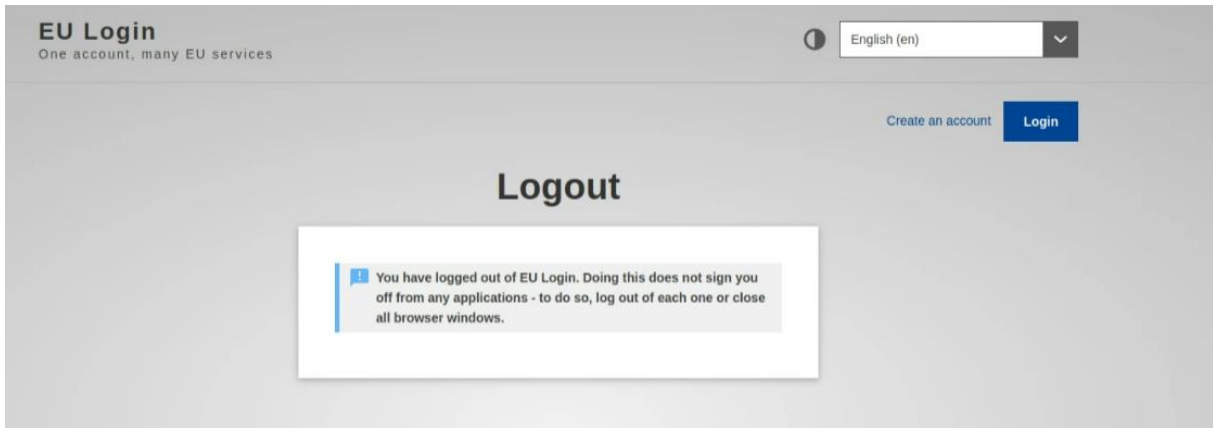 EU Login
One account, many EU services
English (en)
Create an account
Login
Logout
You have logged out of EU Login. Doing this does not sign you
off from any applications - to do so, log out of each one or close
all browser windows.